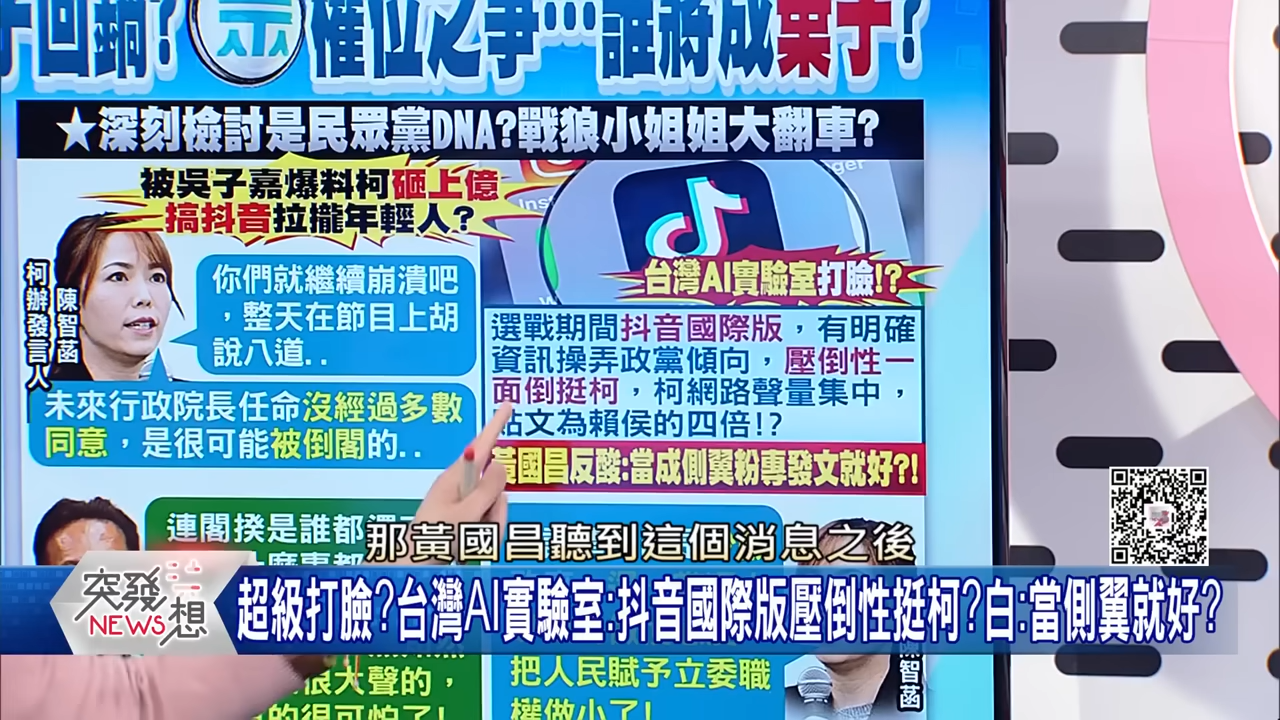 回鍋?
眾
權位之爭…誰將成棄子?
★深刻檢討是民眾黨DNA?戰狼小姐姐大翻車?
被吳子嘉爆料柯砸上億
搞抖音拉攏年輕人?
柯辦發言人
陳智菡
你們就繼續崩潰吧
,整天在節目上胡
說八道..
未來行政院長任命沒經過多數
同意,是很可能被倒閣的..
台灣AI實驗室打臉!?
選戰期間抖音國際版,有明確
資訊操弄政黨傾向,壓倒性一
面倒挺柯,柯網路聲量集中,
貼文為賴侯的四倍!?
黃國昌反酸:當成側翼粉專發文就好?!
連閣揆是誰都
那黃國昌聽到這個消息之後
突發
NEWS
想
超級打臉?台灣AI實驗室:抖音國際版壓倒性挺柯?白:當側翼就好?
很大聲的,
的很可怕了!
把人民賦予立委職
權做小了!
陳智菡